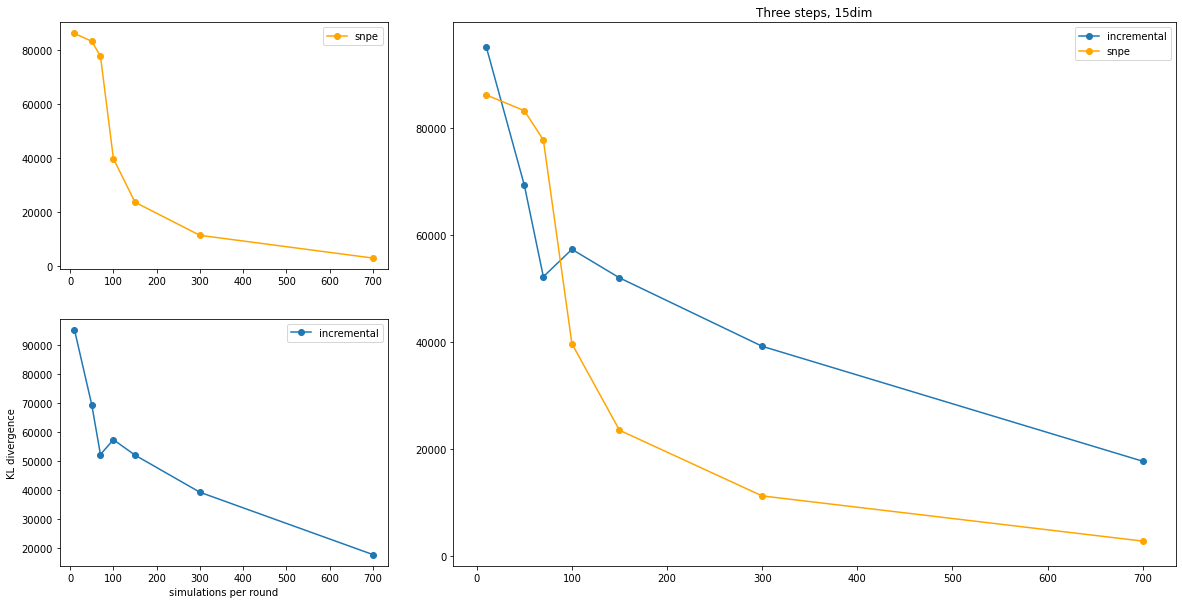 snpe
80000
60000
40000
20000
0
0 100 200 300 400 500 600 700
incremental
90000
80000
70000
60000
50000
40000
30000
20000
KL divergence
0 100 200 300 400 500 600 700
simulations per round
Three steps, 15dim
incremental
snpe
80000
60000
40000
20000
0
0 100 200 300 400 500 600 700